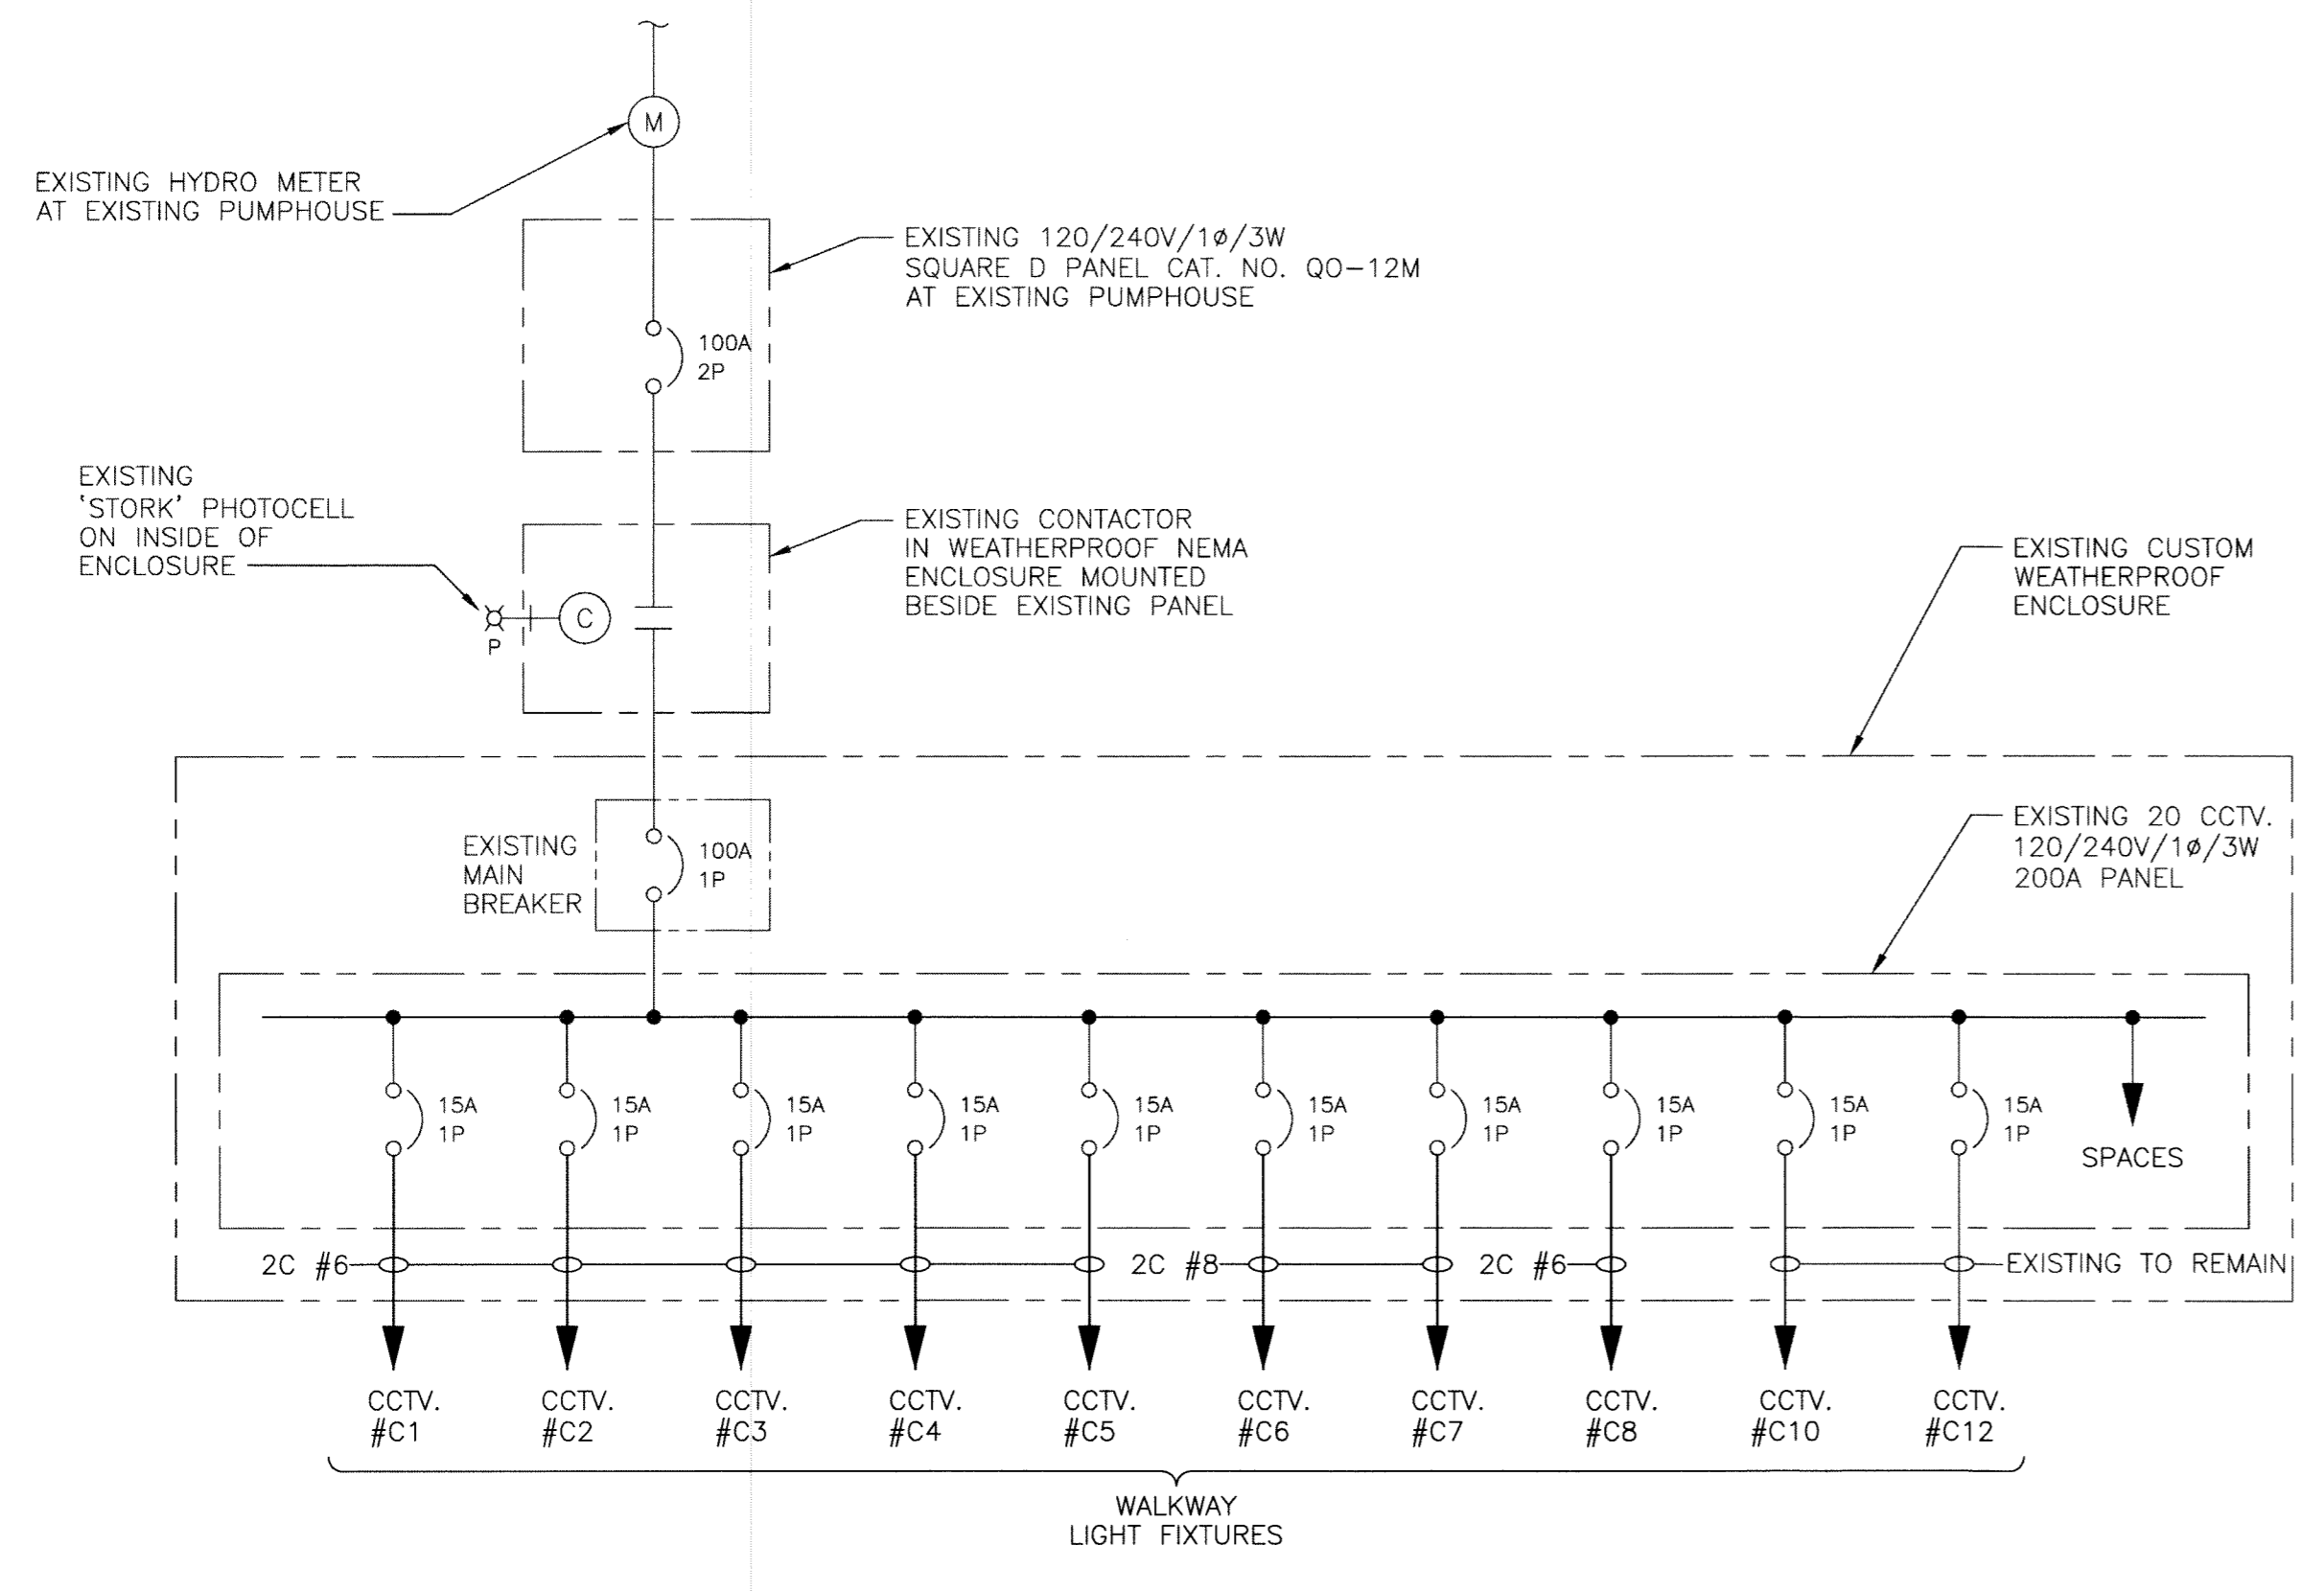 M
EXISTING HYDRO METER
AT EXISTING PUMPHOUSE
EXISTING 120/240V/1ø/3W
SQUARE D PANEL CAT. NO. QO-12M
AT EXISTING PUMPHOUSE
100A
2P
EXISTING
'STORK' PHOTOCELL
ON INSIDE OF
ENCLOSURE
EXISTING CONTACTOR
IN WEATHERPROOF NEMA
ENCLOSURE MOUNTED
BESIDE EXISTING PANEL
P
C
EXISTING CUSTOM
WEATHERPROOF
ENCLOSURE
EXISTING
MAIN
BREAKER
100A
1P
EXISTING 20 CCTV.
120/240V/1ø/3W
200A PANEL
15A
1P
15A
1P
15A
1P
15A
1P
15A
1P
15A
1P
15A
1P
15A
1P
15A
1P
15A
1P
SPACES
2C #6
2C #8
2C #6
EXISTING TO REMAIN
CCTV.
#C1
CCTV.
#C2
CCTV.
#C3
CCTV.
#C4
CCTV.
#C5
CCTV.
#C6
CCTV.
#C7
CCTV.
#C8
CCTV.
#C10
CCTV.
#C12
WALKWAY
LIGHT FIXTURES